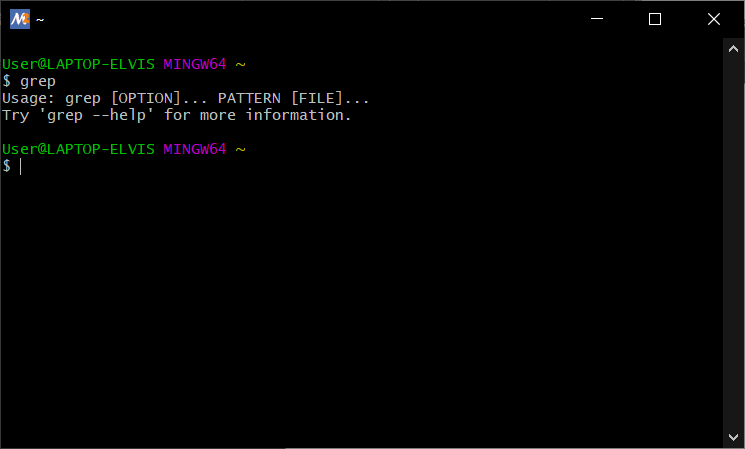 ~
User@LAPTOP-ELVIS MINGW64 ~
$ grep
Usage: grep [OPTION]... PATTERN [FILE]...
Try 'grep --help' for more information.
User@LAPTOP-ELVIS MINGW64 ~
$